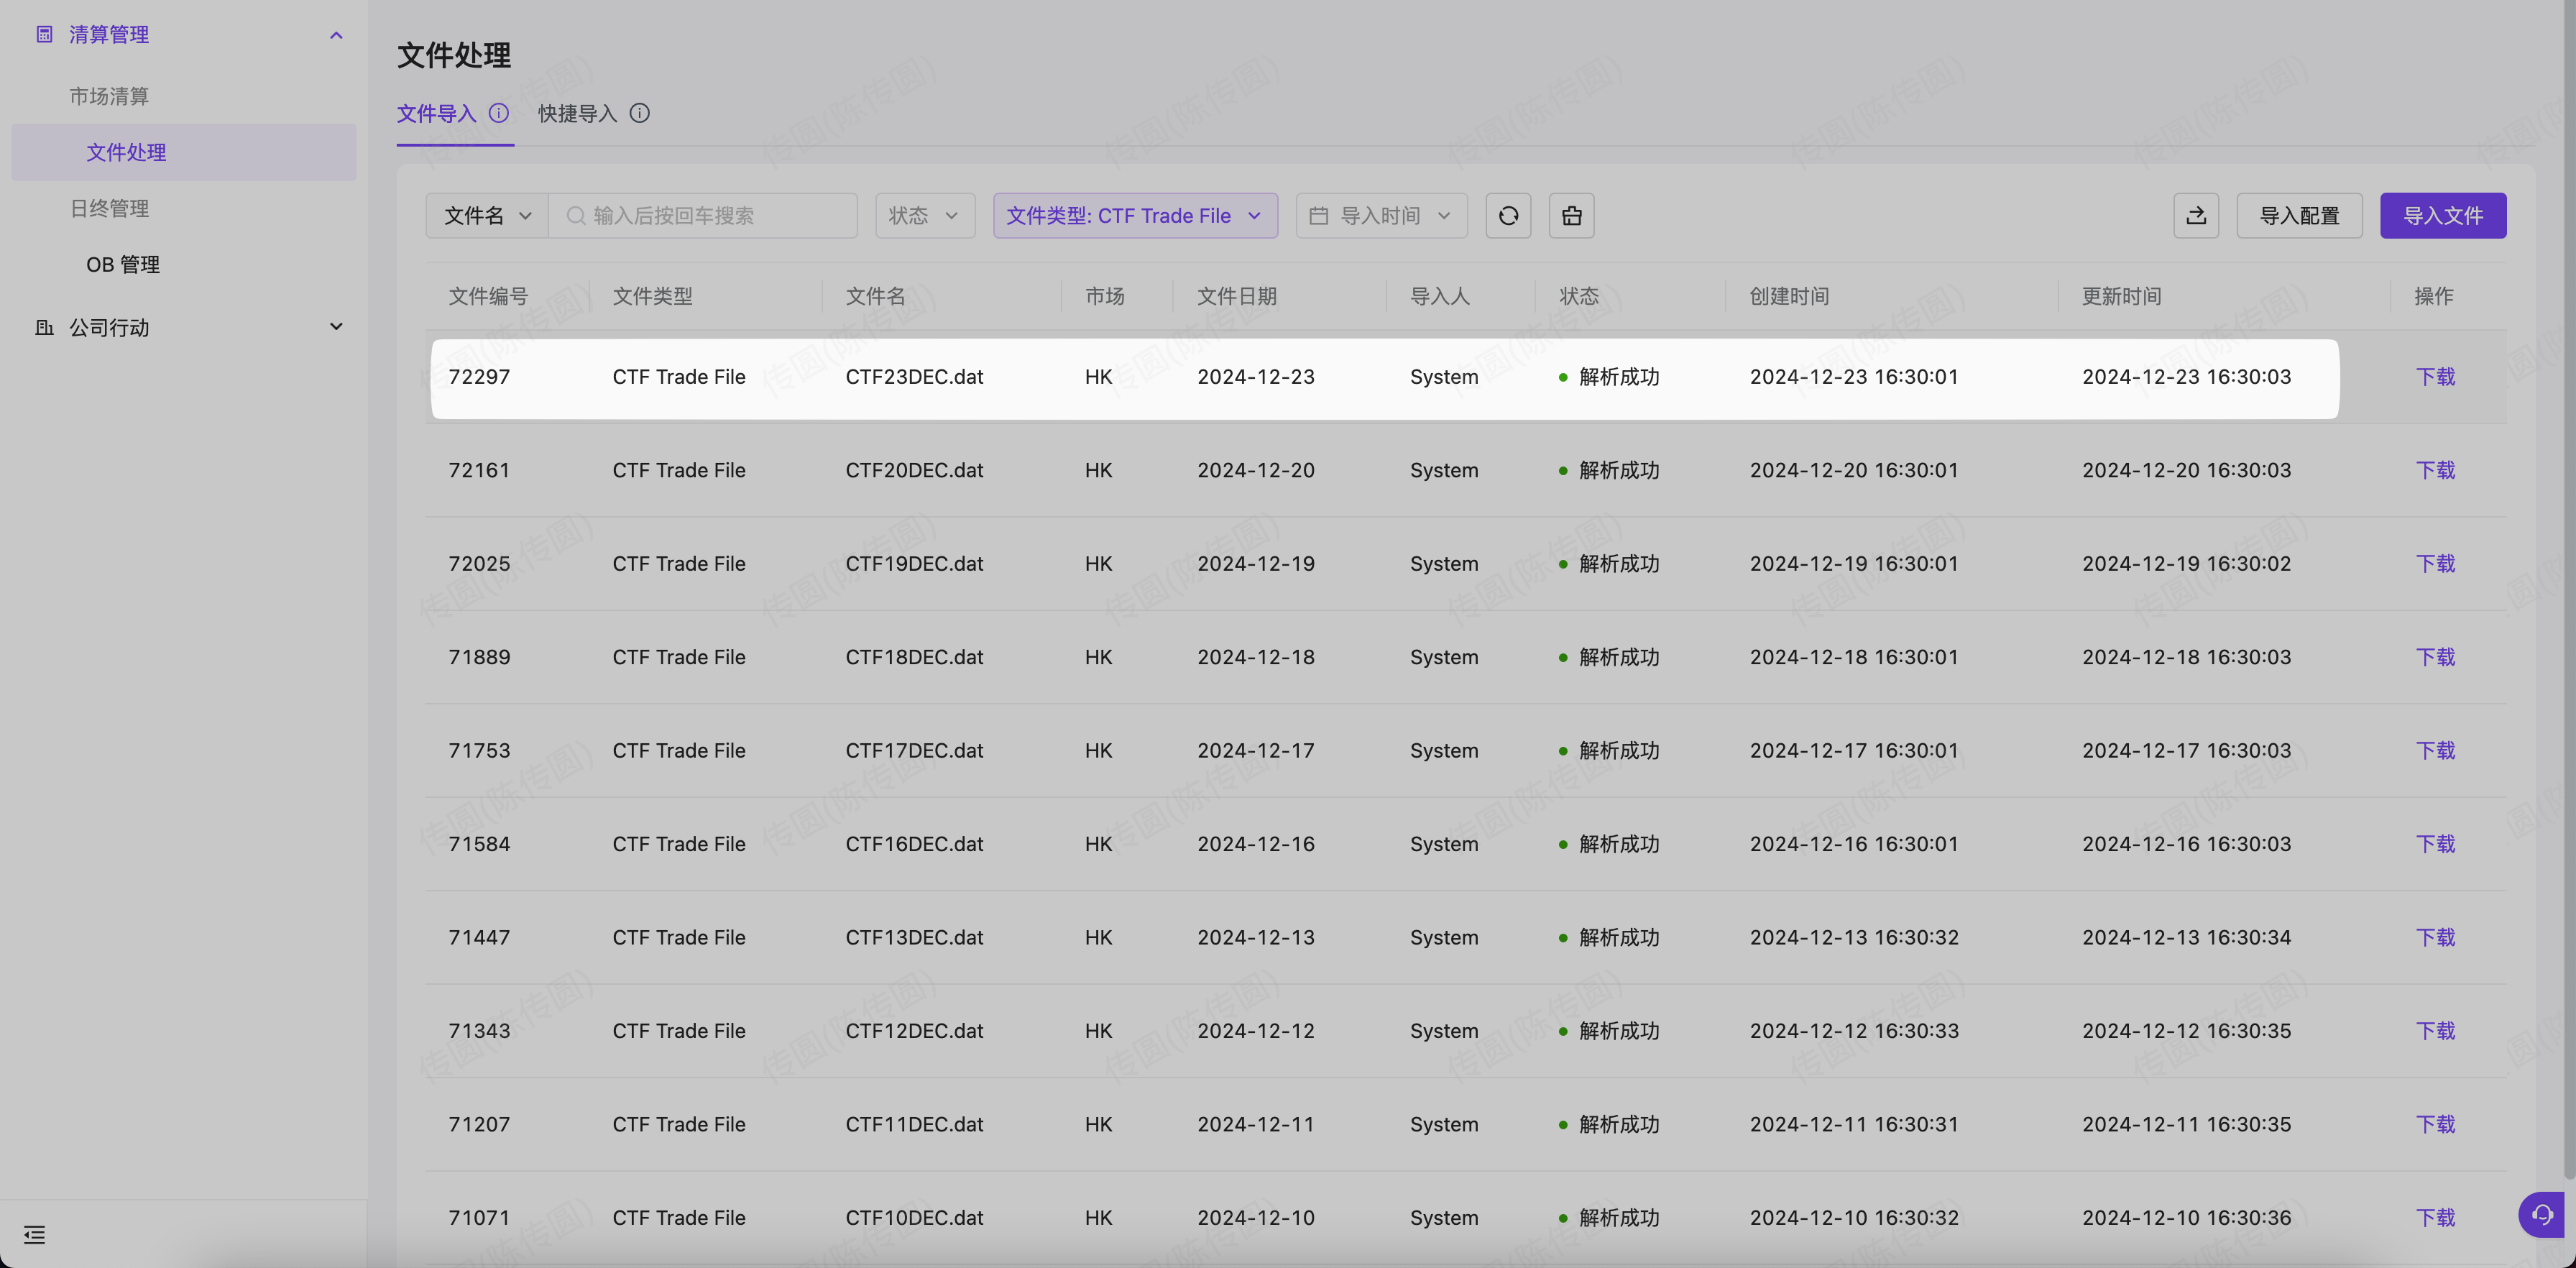 清算管理
市场清算
文件处理
日终管理
OB 管理
公司行动
文件处理
文件导入 快捷导入
文件名 输入后按回车搜索 状态 文件类型: CTF Trade File 导入时间 导入配置 导入文件
文件编号 文件类型 文件名 市场 文件日期 导入人 状态 创建时间 更新时间 操作
72297 CTF Trade File CTF23DEC.dat HK 2024-12-23 System 解析成功 2024-12-23 16:30:01 2024-12-23 16:30:03 下载
72161 CTF Trade File CTF20DEC.dat HK 2024-12-20 System 解析成功 2024-12-20 16:30:01 2024-12-20 16:30:03 下载
72025 CTF Trade File CTF19DEC.dat HK 2024-12-19 System 解析成功 2024-12-19 16:30:01 2024-12-19 16:30:02 下载
71889 CTF Trade File CTF18DEC.dat HK 2024-12-18 System 解析成功 2024-12-18 16:30:01 2024-12-18 16:30:03 下载
71753 CTF Trade File CTF17DEC.dat HK 2024-12-17 System 解析成功 2024-12-17 16:30:01 2024-12-17 16:30:03 下载
71584 CTF Trade File CTF16DEC.dat HK 2024-12-16 System 解析成功 2024-12-16 16:30:01 2024-12-16 16:30:03 下载
71447 CTF Trade File CTF13DEC.dat HK 2024-12-13 System 解析成功 2024-12-13 16:30:32 2024-12-13 16:30:34 下载
71343 CTF Trade File CTF12DEC.dat HK 2024-12-12 System 解析成功 2024-12-12 16:30:33 2024-12-12 16:30:35 下载
71207 CTF Trade File CTF11DEC.dat HK 2024-12-11 System 解析成功 2024-12-11 16:30:31 2024-12-11 16:30:35 下载
71071 CTF Trade File CTF10DEC.dat HK 2024-12-10 System 解析成功 2024-12-10 16:30:32 2024-12-10 16:30:36 下载
传圆(陈传圆)